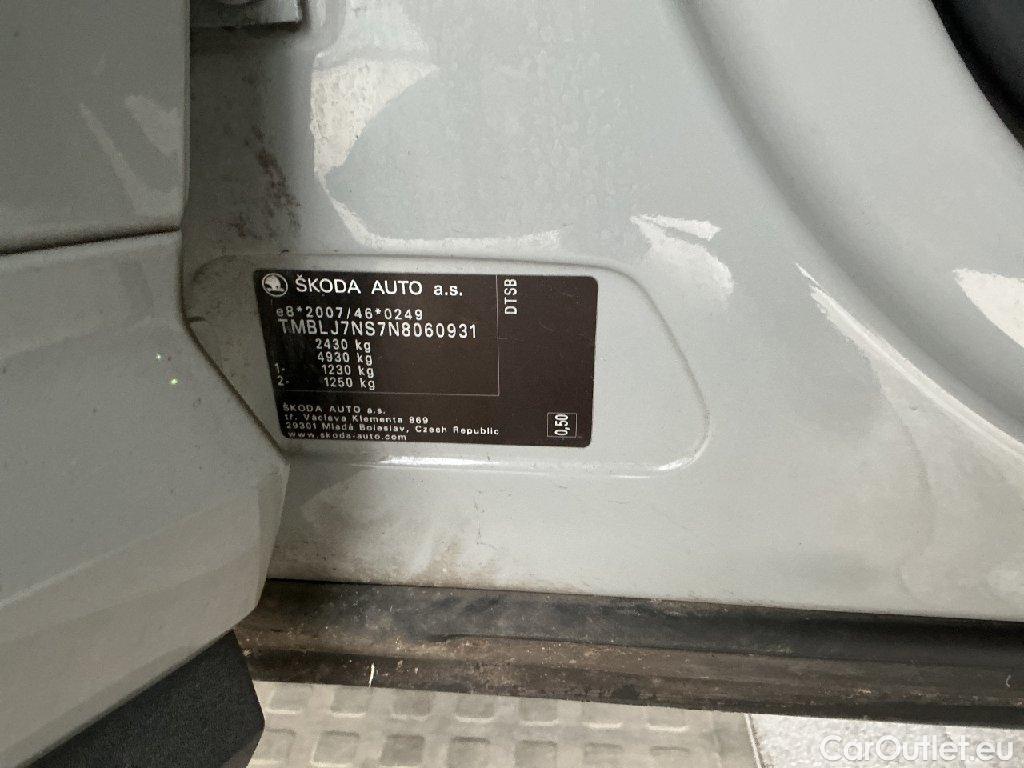 ŠKODA AUTO a.s.
DTSB
e8*2007/46*0249
TMBLJ7NS7N8060931
2430 kg
4930 kg
1- 1230 kg
2- 1250 kg
ŠKODA AUTO a.s.
tř. Václava Klementa 869
29301 Mladá Boleslav, Czech Republic
www.skoda-auto.com
0,50
CarOutlet.eu